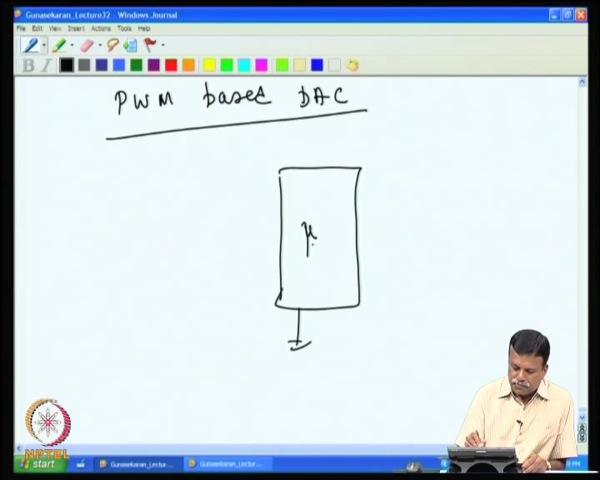 Gunasekaran_Lecture32 - Windows Journal
File Edit View Insert Actions Tools Help
B I
PWM based DAC
μ
NPTEL
start
Gunasekaran_Lectur...
Gunasekaran_Lectur...